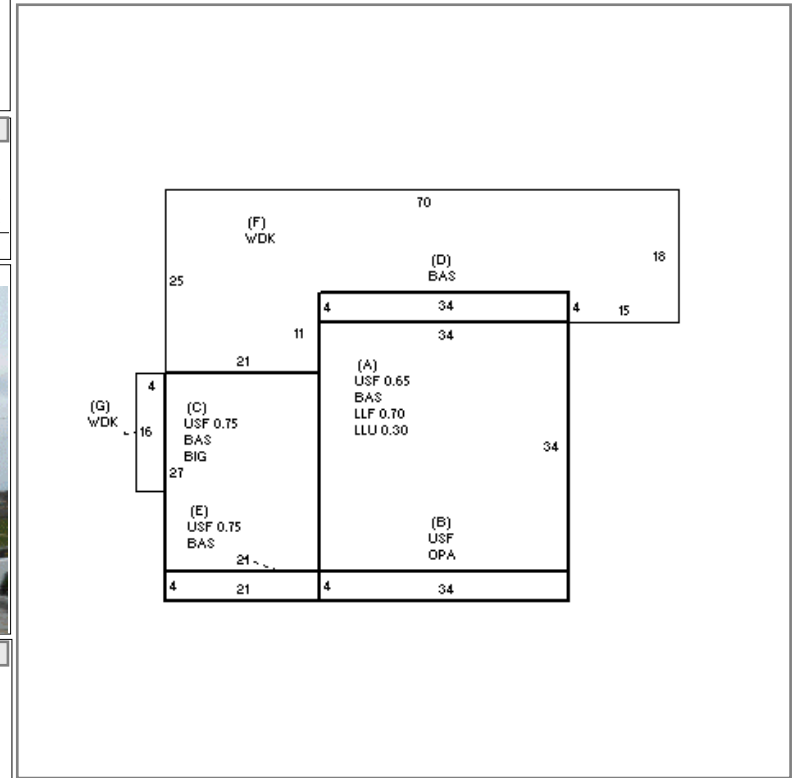 70
(F)
WDK
18
(D)
BAS
25
4
34
4
15
11
34
21
(A)
USF 0.65
BAS
LLF 0.70
LLU 0.30
4
(G)
WDK
16
(C)
USF 0.75
BAS
BIG
34
27
(E)
USF 0.75
BAS
(B)
USF
OPA
21
4
21
4
34